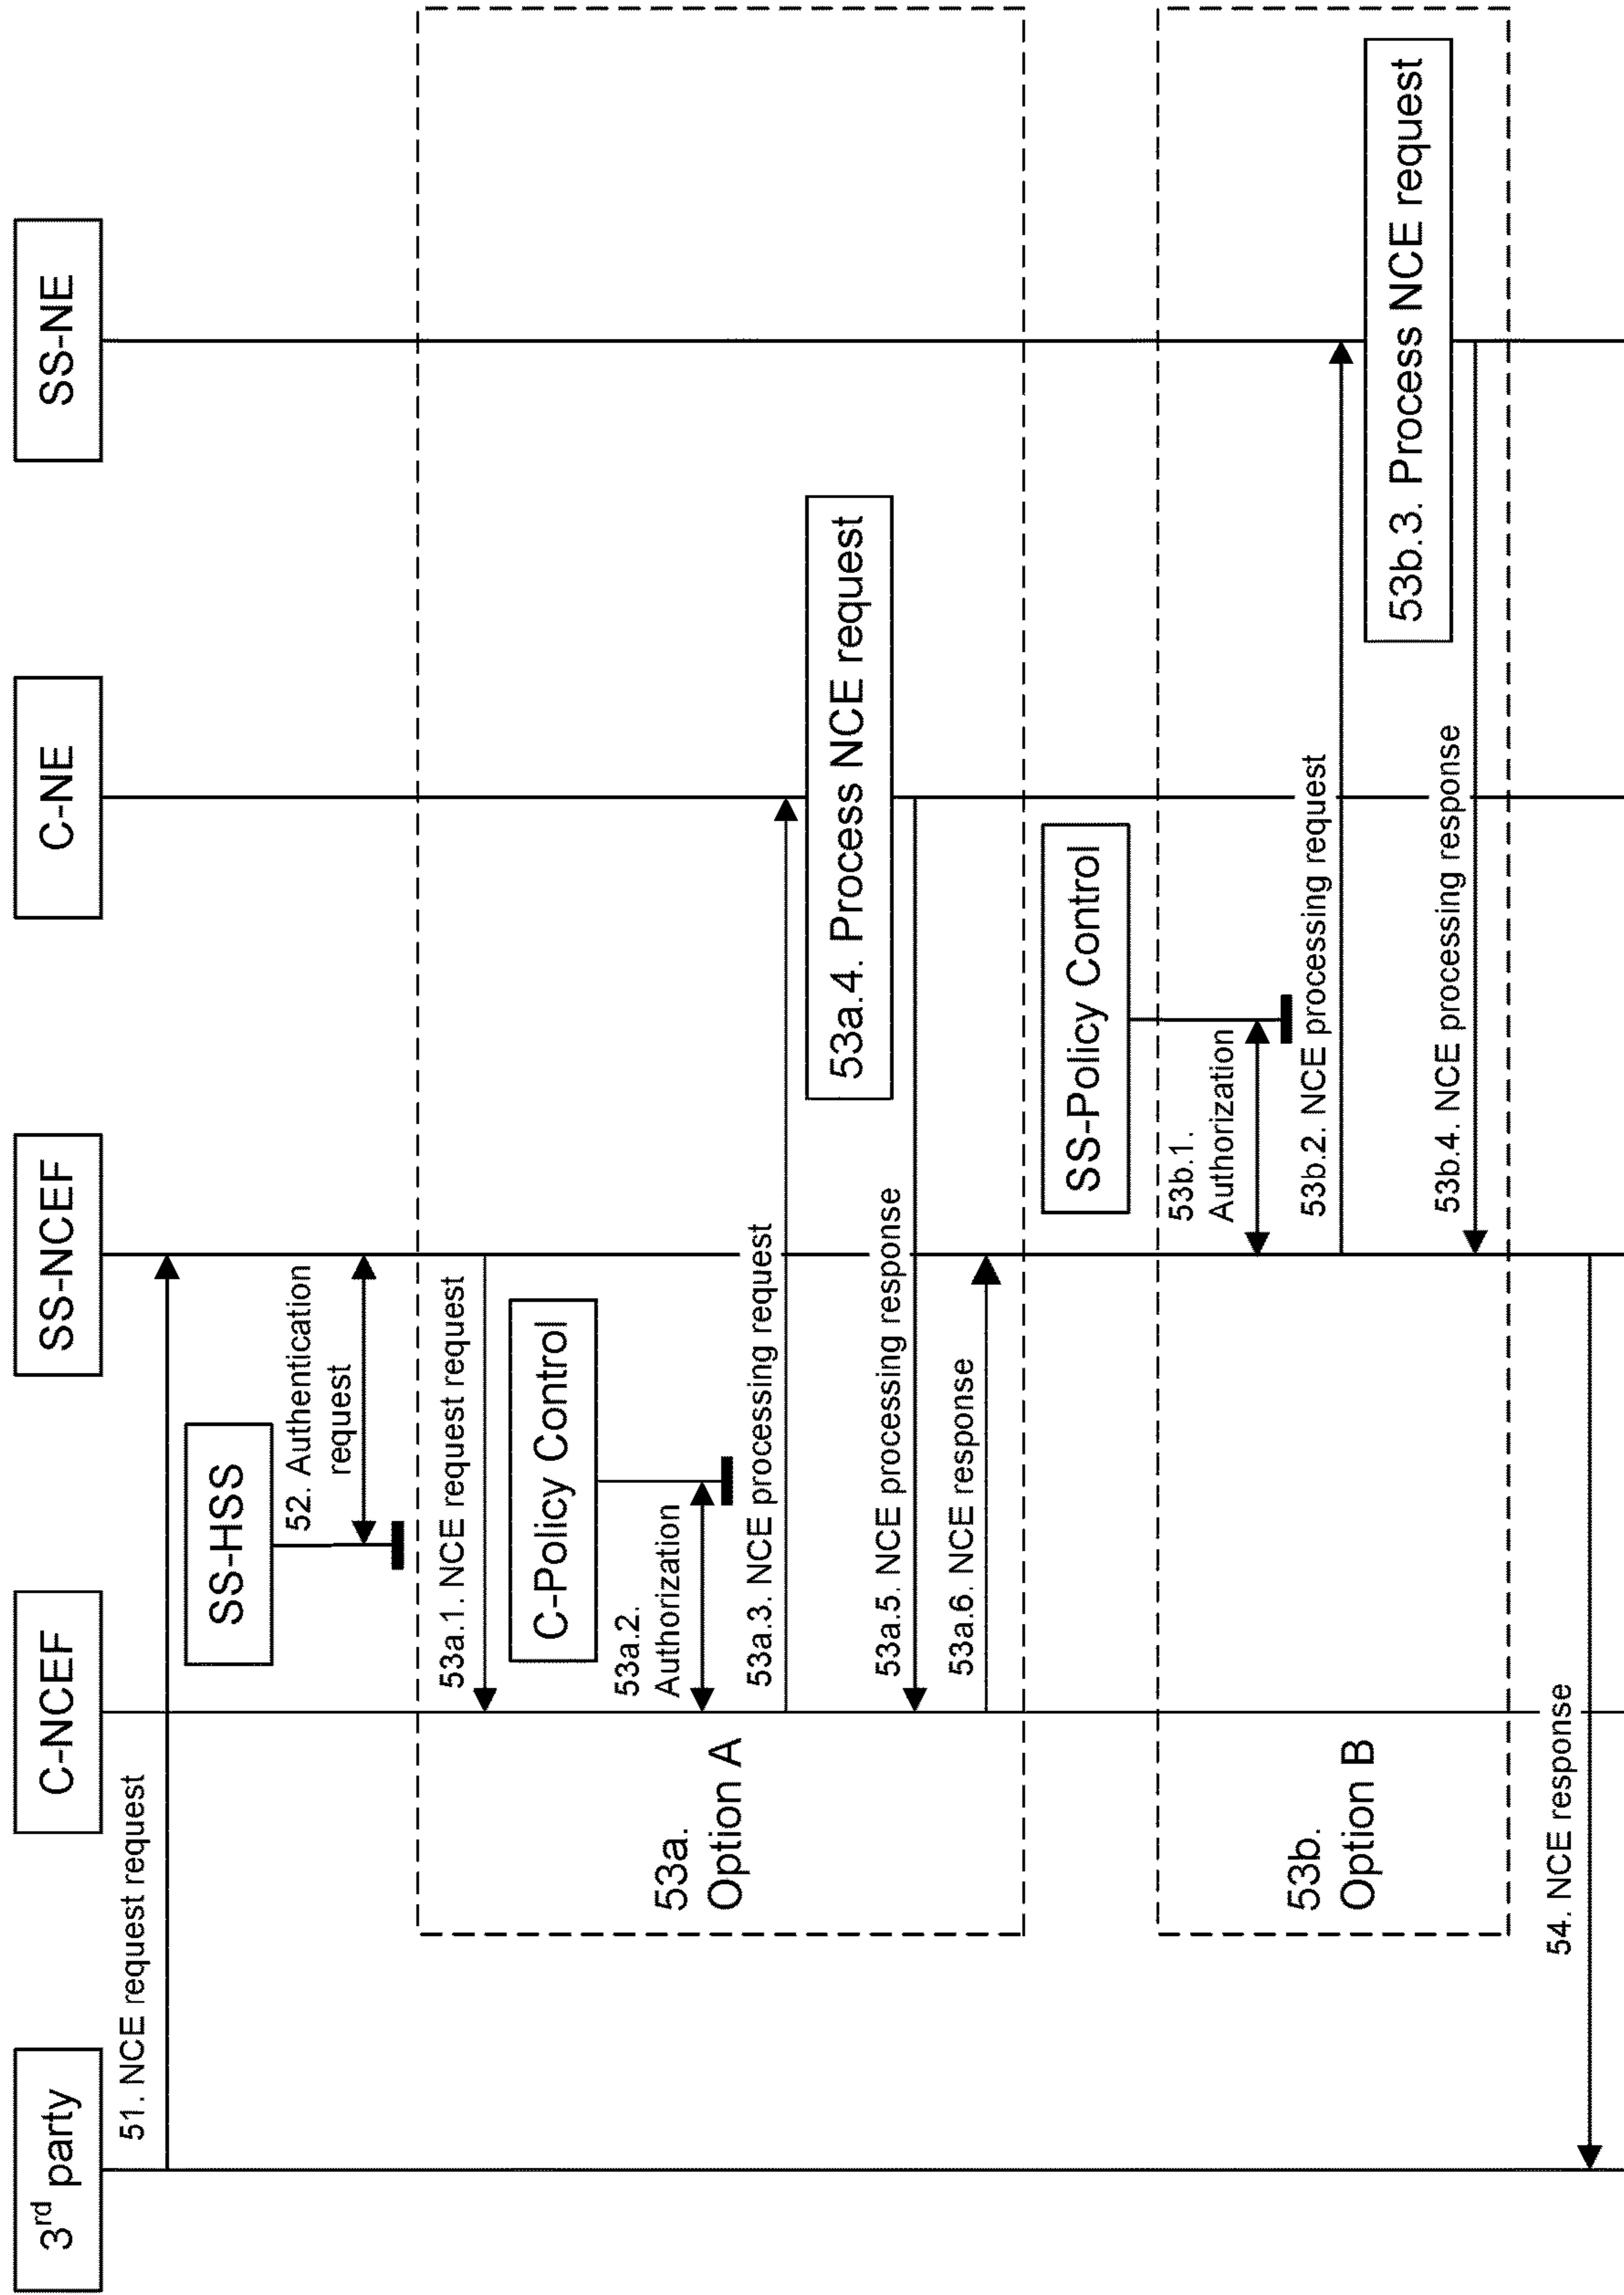 3rd party
C-NCEF
SS-NCEF
C-NE
SS-NE
51. NCE request request
SS-HSS
52. Authentication
request
53a.
Option A
53a.1. NCE request request
C-Policy Control
53a.2.
Authorization
53a.3. NCE processing request
53a.4. Process NCE request
53a.5. NCE processing response
53a.6. NCE response
SS-Policy Control
53b.
Option B
53b.1.
Authorization
53b.2. NCE processing request
53b.3. Process NCE request
53b.4. NCE processing response
54. NCE response